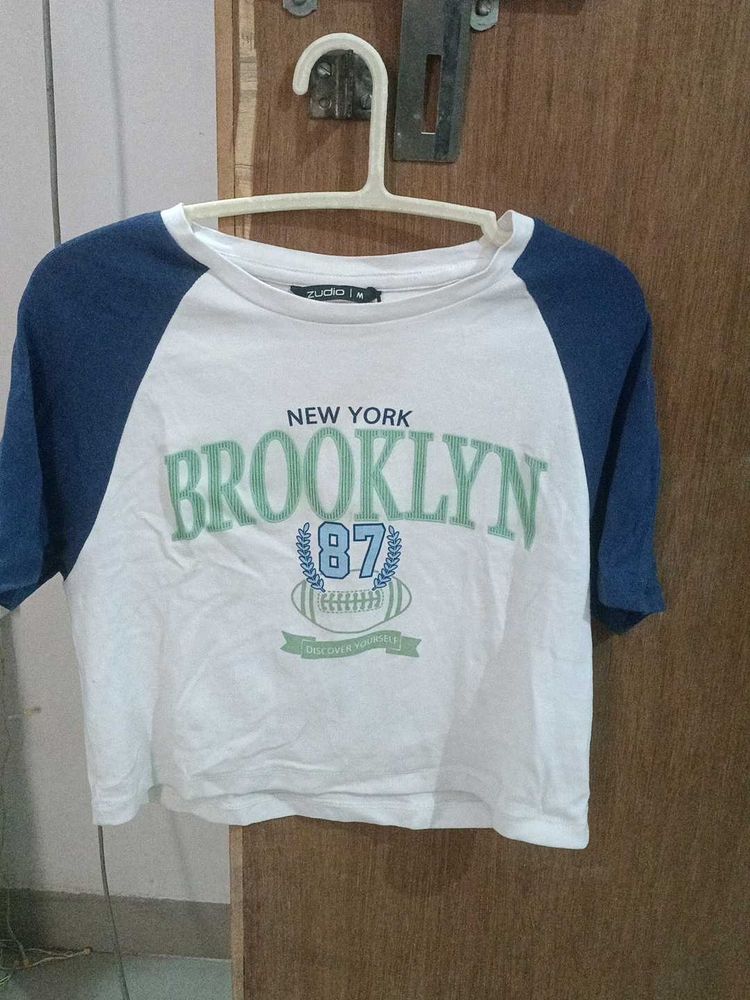 zudio | M
NEW YORK
BROOKLYN
87
DISCOVER YOURSELF